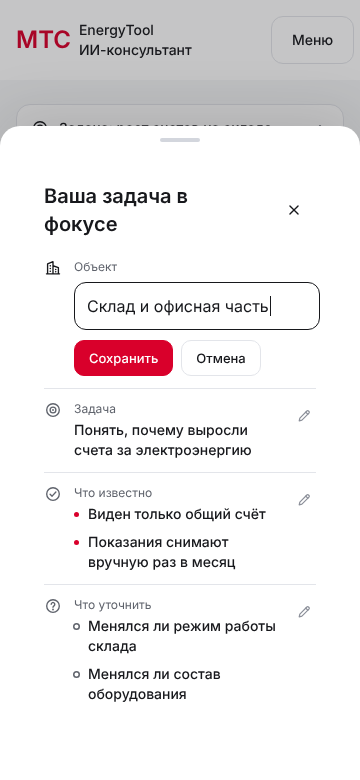 МТС
EnergyTool
ИИ-консультант
Меню
Ваша задача в
фокусе
Объект
Склад и офисная часть
Сохранить
Отмена
Задача
Понять, почему выросли
счета за электроэнергию
Что известно
Виден только общий счёт
Показания снимают
вручную раз в месяц
Что уточнить
Менялся ли режим работы
склада
Менялся ли состав
оборудования